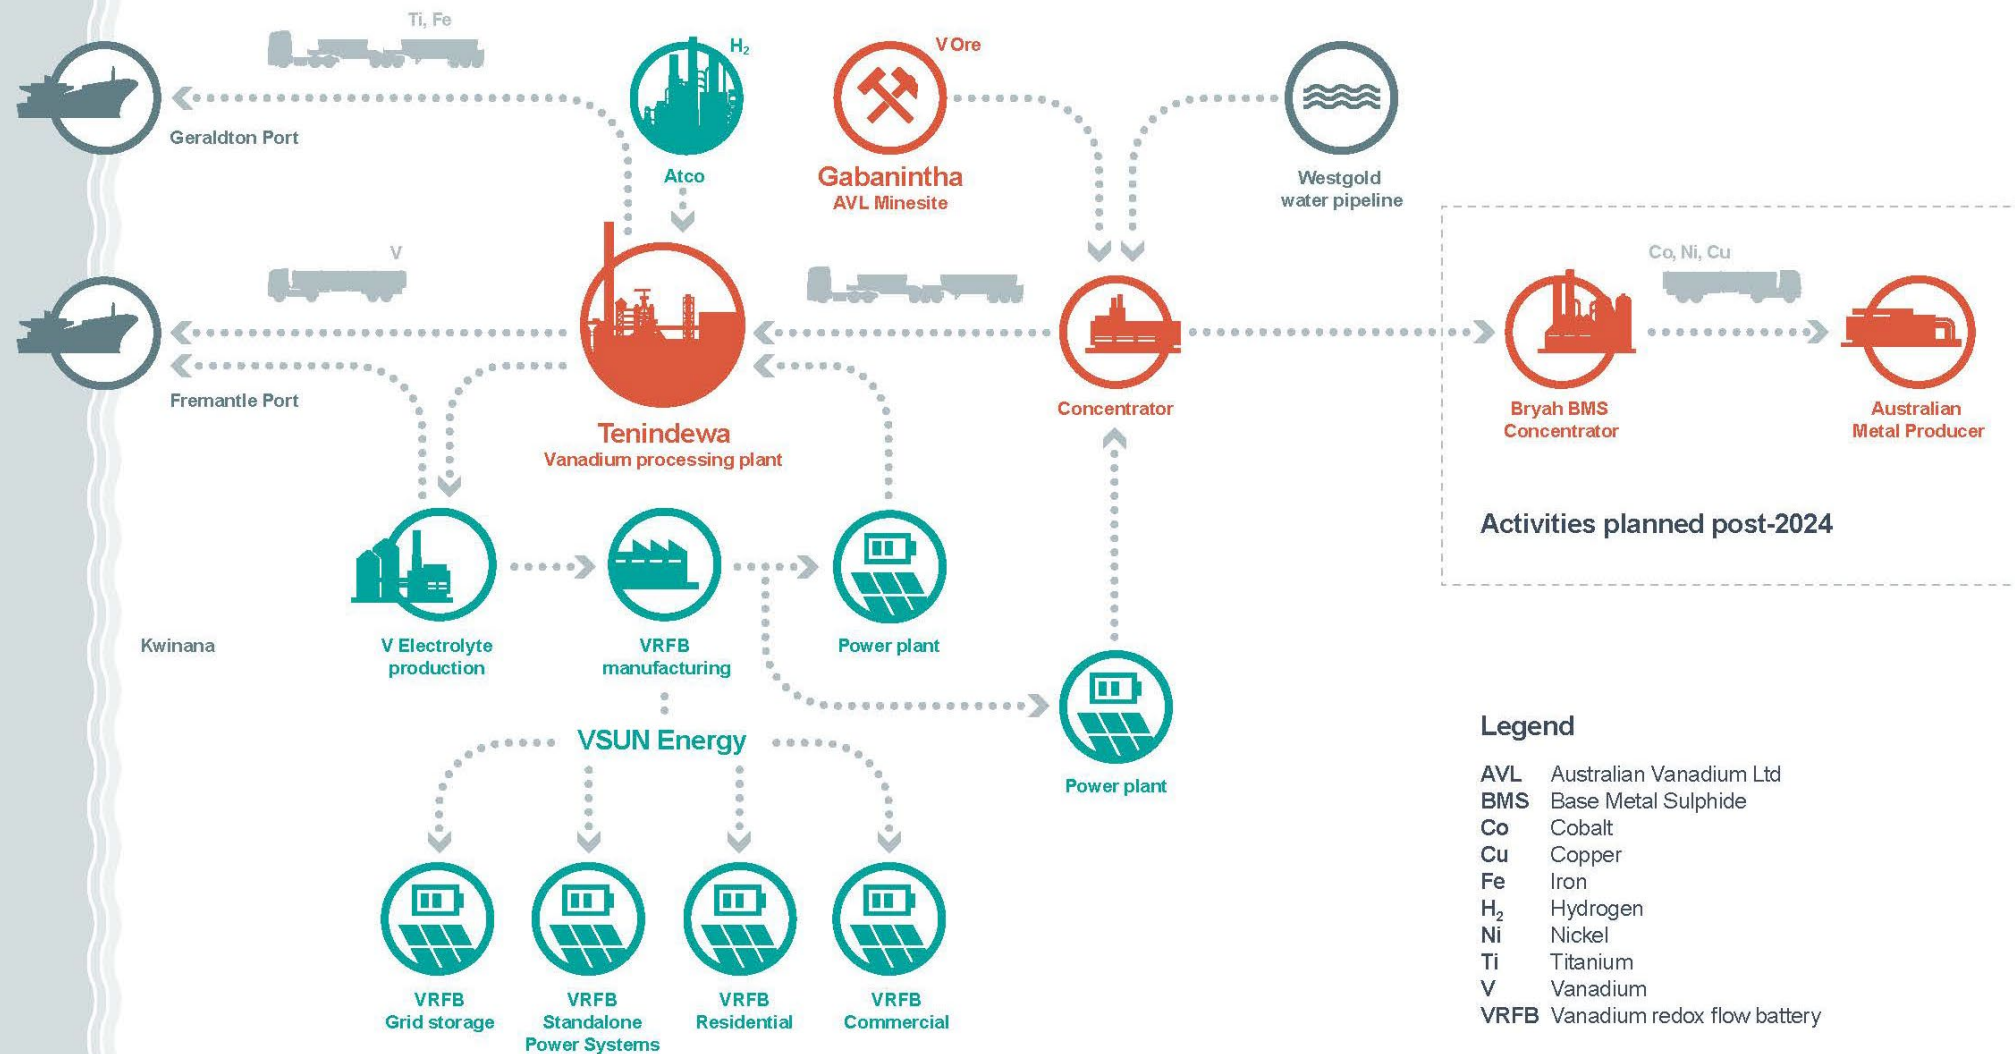 Ti, Fe
Geraldton Port
H₂
Atco
V Ore
Gabanintha
AVL Minesite
Westgold
water pipeline
V
Fremantle Port
Tenindewa
Vanadium processing plant
Concentrator
Co, Ni, Cu
Bryah BMS
Concentrator
Australian
Metal Producer
Activities planned post-2024
Kwinana
V Electrolyte
production
VRFB
manufacturing
Power plant
Power plant
VSUN Energy
VRFB
Grid storage
VRFB
Standalone
Power Systems
VRFB
Residential
VRFB
Commercial
Legend
AVL Australian Vanadium Ltd
BMS Base Metal Sulphide
Co Cobalt
Cu Copper
Fe Iron
H₂ Hydrogen
Ni Nickel
Ti Titanium
V Vanadium
VRFB Vanadium redox flow battery